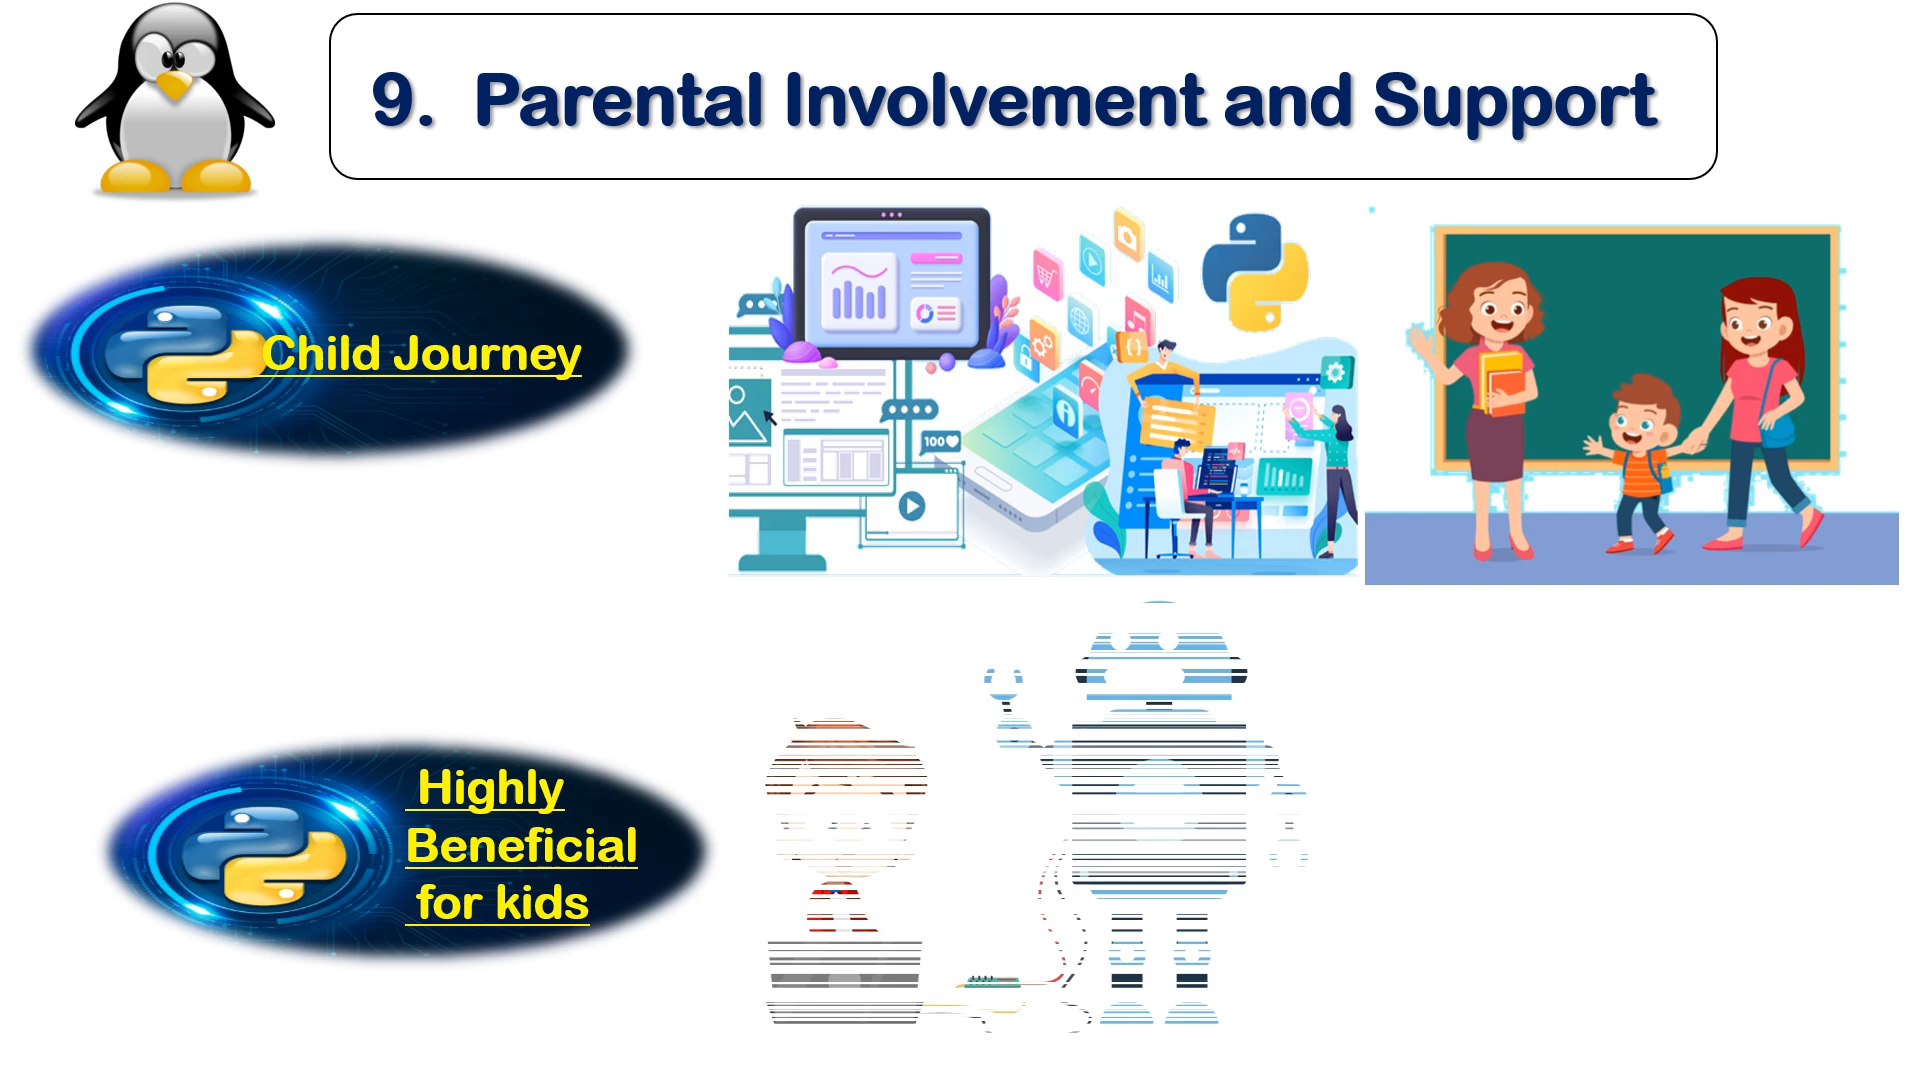 9. Parental Involvement and Support
Child Journey
{ }
100
Highly
Beneficial
for kids